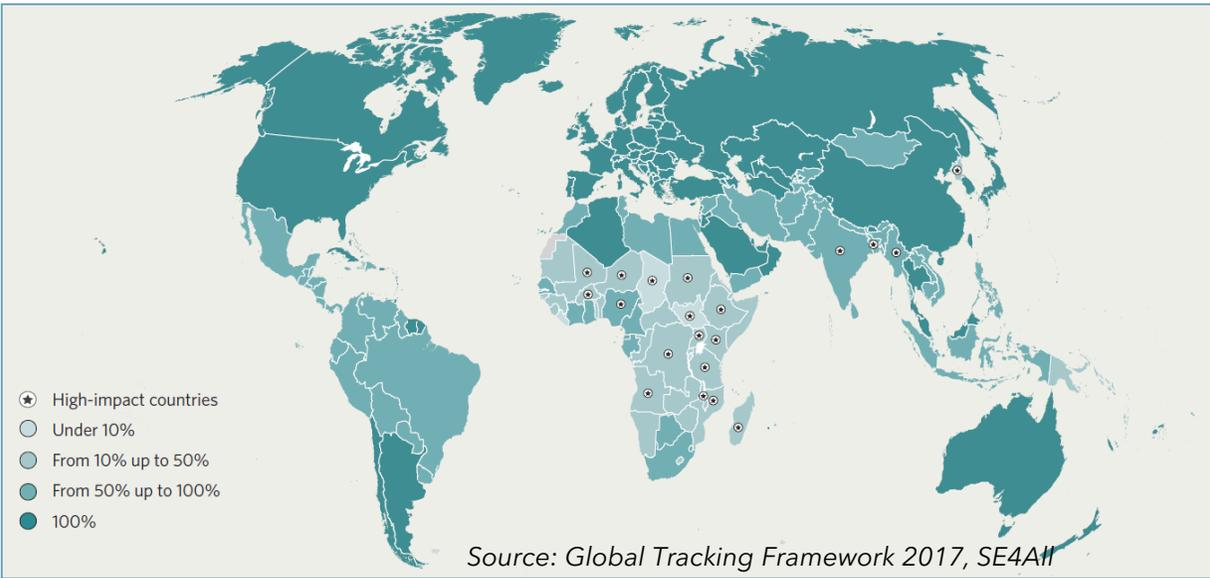 High-impact countries
Under 10%
From 10% up to 50%
From 50% up to 100%
100%
Source: Global Tracking Framework 2017, SE4All